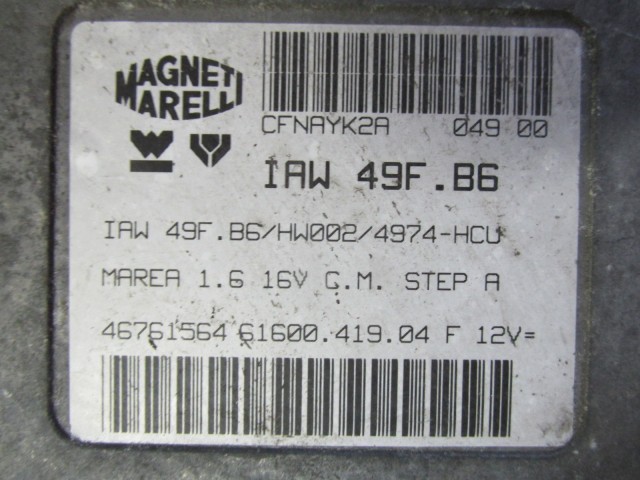 MAGNETI
MARELLI
CFNAYK2A 049 00
IAW 49F.B6
IAW 49F.B6/HW002/4974-HCU
MAREA 1.6 16V C.M. STEP A
46761564 61600.419.04 F 12V=